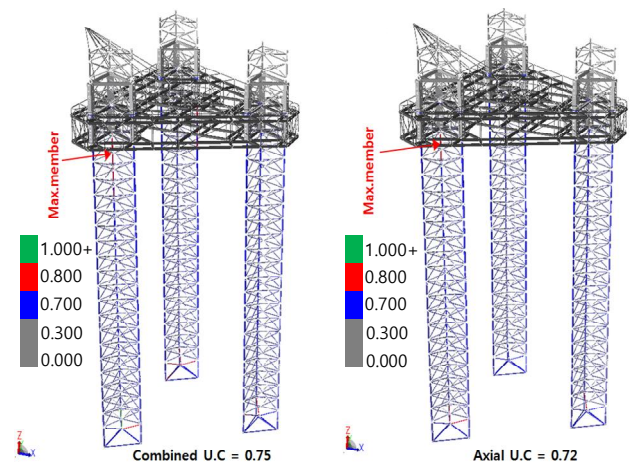 Max.member
1.000+
0.800
0.700
0.300
0.000
Z
X
Combined U.C = 0.75
Max.member
1.000+
0.800
0.700
0.300
0.000
Z
X
Axial U.C = 0.72